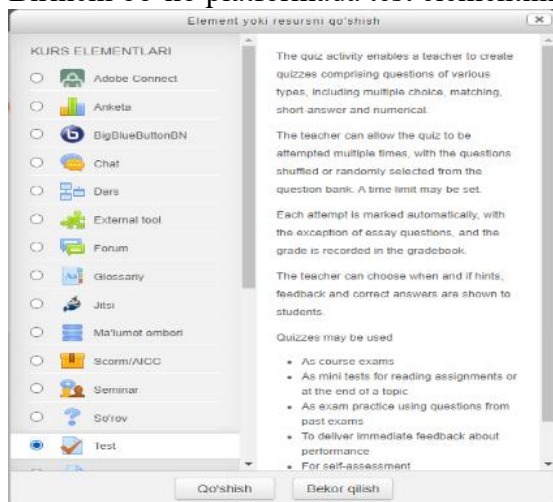 Element yoki resursni qo'shish
KURS ELEMENTLARI
Adobe Connect
Anketa
BigBlueButtonBN
Chat
Dars
External tool
Forum
Glossariy
Jitsi
Ma'lumot ombori
Scorm/AICC
Seminar
So'rov
Test
The quiz activity enables a teacher to create
quizzes comprising questions of various
types, including multiple choice, matching,
short-answer and numerical.
The teacher can allow the quiz to be
attempted multiple times, with the questions
shuffled or randomly selected from the
question bank. A time limit may be set.
Each attempt is marked automatically, with
the exception of essay questions, and the
grade is recorded in the gradebook.
The teacher can choose when and if hints,
feedback and correct answers are shown to
students.
Quizzes may be used
• As course exams
• As mini tests for reading assignments or
at the end of a topic
• As exam practice using questions from
past exams
• To deliver immediate feedback about
performance
• For self-assessment
Qo'shish
Bekor qilish